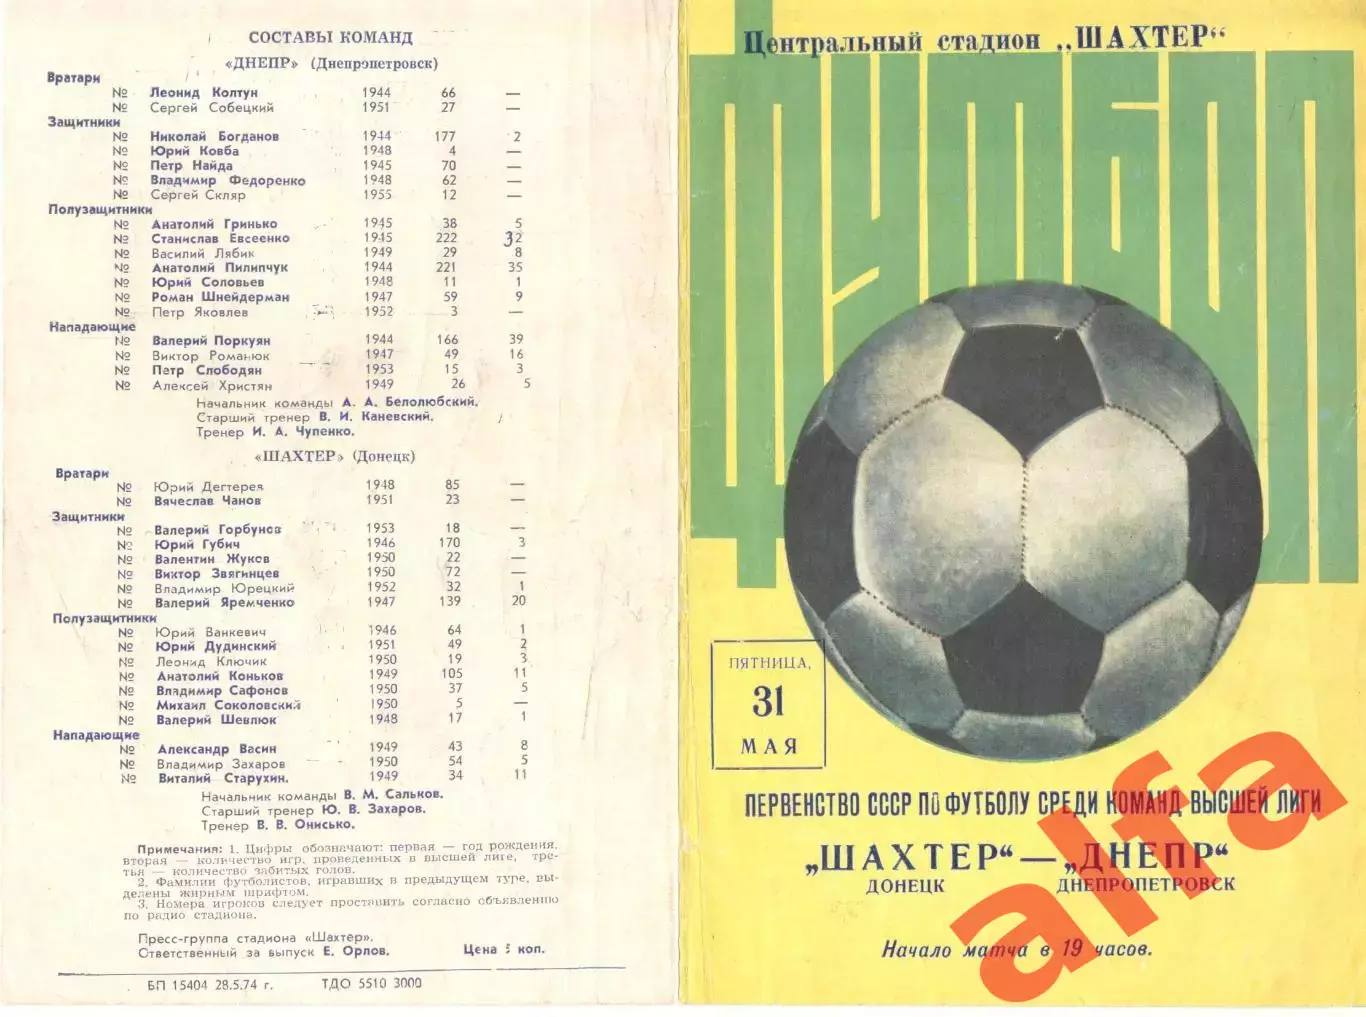 СОСТАВЫ КОМАНД
«ДНЕПР» (Днепрэпетровск)
Вратари
№ Леонид Колтун 1944 66 —
№ Сергей Собецкий 1951 27 —
Защитники
№ Николай Богданов 1944 177 2
№ Юрий Ковба 1948 4 —
№ Петр Найда 1945 70 —
№ Владимир Федоренко 1948 62 —
№ Сергей Скляр 1955 12 —
Полузащитники
№ Анатолий Гринько 1945 38 5
№ Станислав Евсеенко 1945 222 32
№ Василий Лябик 1949 29 8
№ Анатолий Пилипчук 1944 221 35
№ Юрий Соловьев 1948 11 1
№ Роман Шнейдерман 1947 59 9
№ Петр Яковлев 1952 3 —
Нападающие
№ Валерий Поркуян 1944 166 39
№ Виктор Романюк 1947 49 16
№ Петр Слободян 1953 15 3
№ Алексей Христян 1949 26 5
Начальник команды А. А. Белолюбский.
Старший тренер В. И. Каневский.
Тренер И. А. Чупенко.
«ШАХТЕР» (Донецк)
Вратари
№ Юрий Дегтерев 1948 85 —
№ Вячеслав Чанов 1951 23 —
Защитники
№ Валерий Горбунов 1953 18 —
№ Юрий Губич 1946 170 3
№ Валентин Жуков 1950 22 —
№ Виктор Звягинцев 1950 72 —
№ Владимир Юрецкий 1952 32 1
№ Валерий Яремченко 1947 139 20
Полузащитники
№ Юрий Ванкевич 1946 64 1
№ Юрий Дудинский 1951 49 2
№ Леонид Ключик 1950 19 3
№ Анатолий Коньков 1949 105 11
№ Владимир Сафонов 1950 37 5
№ Михаил Соколовский 1950 5 —
№ Валерий Шевлюк 1948 17 1
Нападающие
№ Александр Васин 1949 43 8
№ Владимир Захаров 1950 54 5
№ Виталий Старухин. 1949 34 11
Начальник команды В. М. Сальков.
Старший тренер Ю. В. Захаров.
Тренер В. В. Онисько.
Примечания: 1. Цифры обозначают: первая — год рождения,
вторая — количество игр, проведенных в высшей лиге, тре-
тья — количество забитых голов.
2. Фамилии футболистов, игравших в предыдущем туре, вы-
делены жирным шрифтом.
3. Номера игроков следует проставить согласно объявлению
по радио стадиона.
Пресс-группа стадиона «Шахтер».
Ответственный за выпуск Е. Орлов. Цена 5 коп.
БП 15404 28.5.74 г. ТДО 5510 3000
Центральный стадион „ШАХТЕР“
ФУТБОЛ
ПЯТНИЦА,
31
МАЯ
ПЕРВЕНСТВО СССР ПО ФУТБОЛУ СРЕДИ КОМАНД ВЫСШЕЙ ЛИГИ
„ШАХТЕР“ — „ДНЕПР“
ДОНЕЦК ДНЕПРОПЕТРОВСК
Начало матча в 19 часов.
alfa